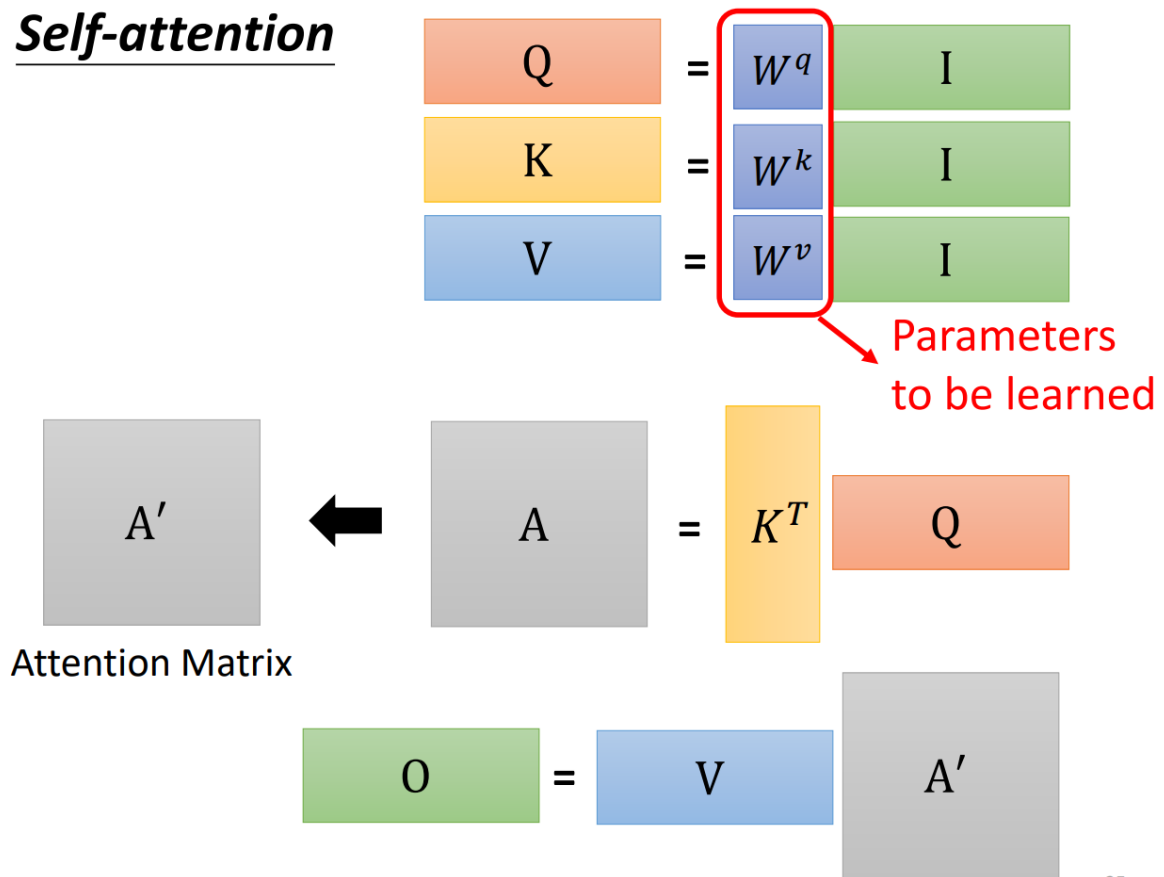 Self-attention
Q = W^q I
K = W^k I
V = W^v I
Parameters
to be learned
A′ A = K^T Q
Attention Matrix
O = V A′